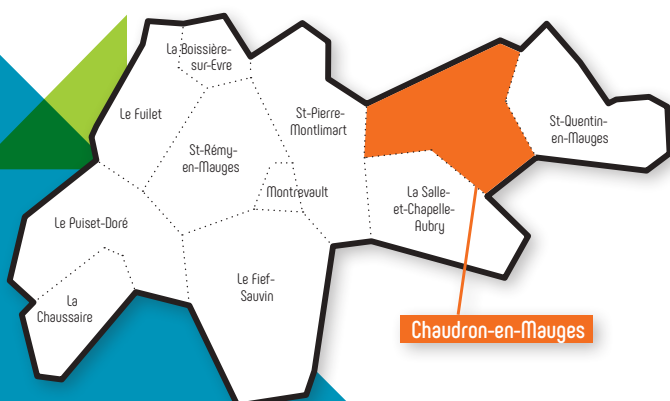 La Boissière-
sur-Evre
Le Fuilet
St-Pierre-
Montlimart
St-Quentin-
en-Mauges
St-Rémy-
en-Mauges
Montrevault
La Salle-
et-Chapelle-
Aubry
Le Puiset-Doré
Le Fief-
Sauvin
La
Chaussaire
Chaudron-en-Mauges